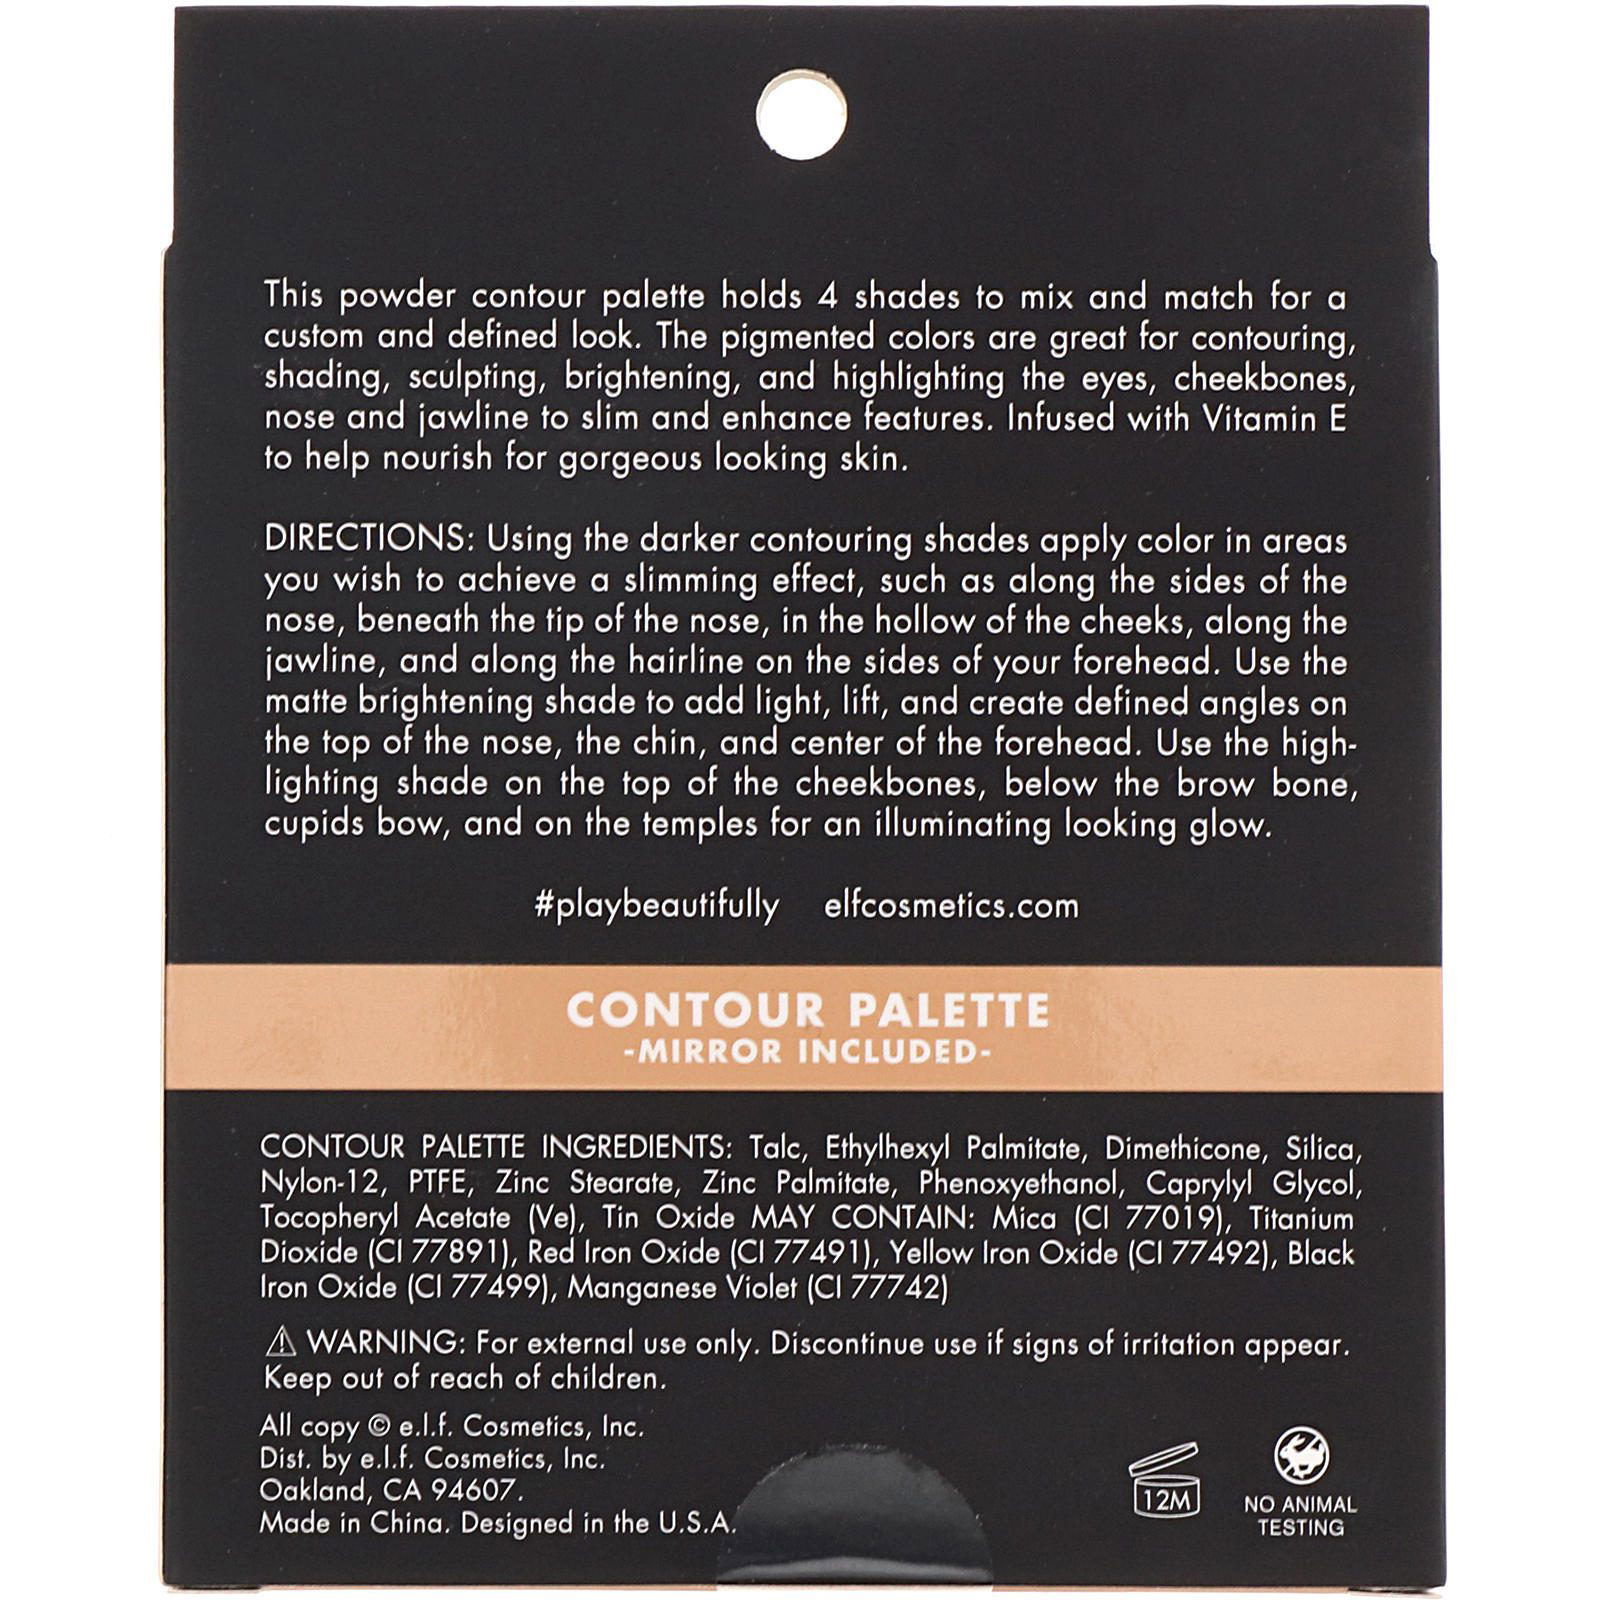 This powder contour palette holds 4 shades to mix and match for a
custom and defined look. The pigmented colors are great for contouring,
shading, sculpting, brightening, and highlighting the eyes, cheekbones,
nose and jawline to slim and enhance features. Infused with Vitamin E
to help nourish for gorgeous looking skin.
DIRECTIONS: Using the darker contouring shades apply color in areas
you wish to achieve a slimming effect, such as along the sides of the
nose, beneath the tip of the nose, in the hollow of the cheeks, along the
jawline, and along the hairline on the sides of your forehead. Use the
matte brightening shade to add light, lift, and create defined angles on
the top of the nose, the chin, and center of the forehead. Use the high-
lighting shade on the top of the cheekbones, below the brow bone,
cupids bow, and on the temples for an illuminating looking glow.
#playbeautifully elfcosmetics.com
CONTOUR PALETTE
-MIRROR INCLUDED-
CONTOUR PALETTE INGREDIENTS: Talc, Ethylhexyl Palmitate, Dimethicone, Silica,
Nylon-12, PTFE, Zinc Stearate, Zinc Palmitate, Phenoxyethanol, Caprylyl Glycol,
Tocopheryl Acetate (Ve), Tin Oxide MAY CONTAIN: Mica (CI 77019), Titanium
Dioxide (CI 77891), Red Iron Oxide (CI 77491), Yellow Iron Oxide (CI 77492), Black
Iron Oxide (CI 77499), Manganese Violet (CI 77742)
⚠ WARNING: For external use only. Discontinue use if signs of irritation appear.
Keep out of reach of children.
All copy © e.l.f. Cosmetics, Inc.
Dist. by e.l.f. Cosmetics, Inc.
Oakland, CA 94607.
Made in China. Designed in the U.S.A.
12M
NO ANIMAL
TESTING